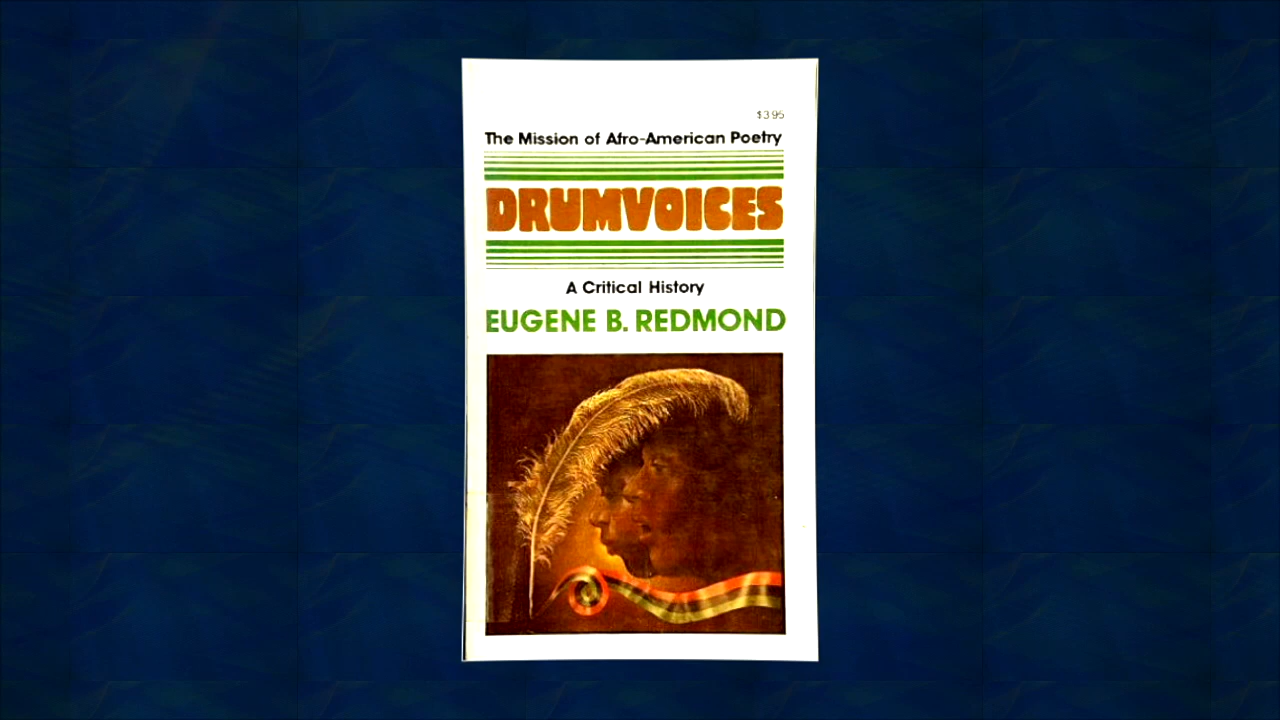 $3.95
The Mission of Afro-American Poetry
DRUMVOICES
A Critical History
EUGENE B. REDMOND